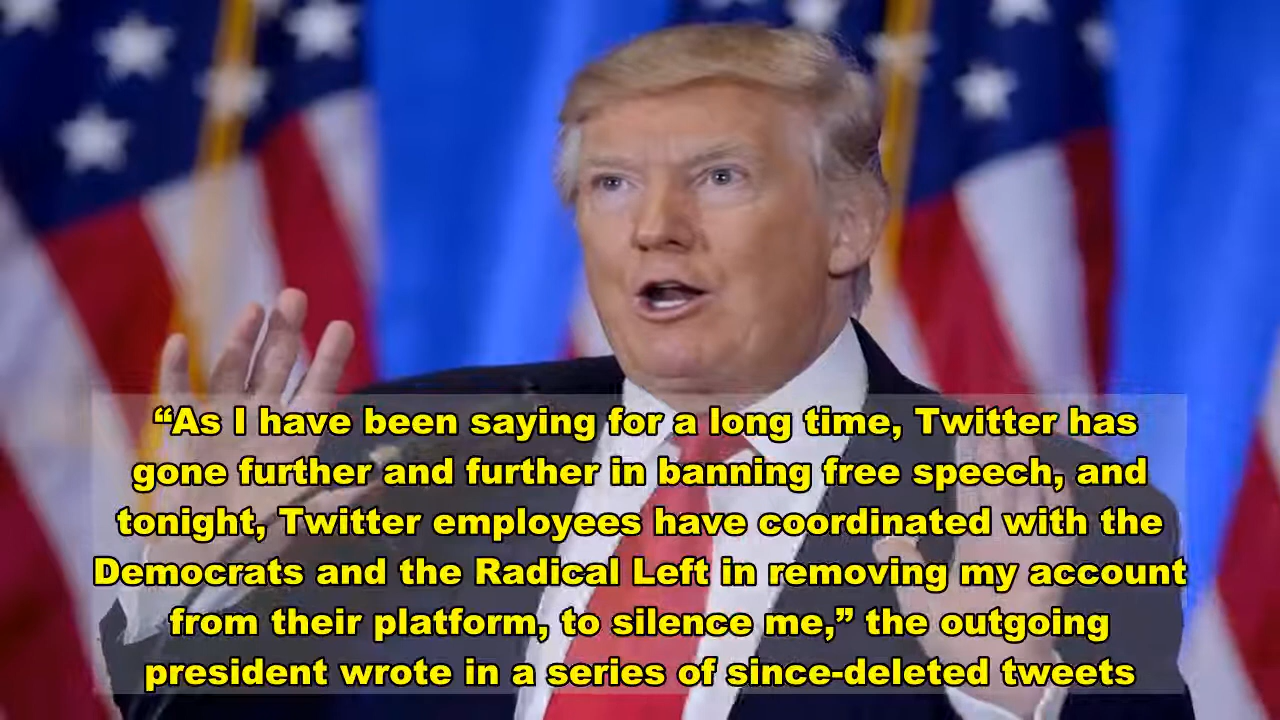 “As I have been saying for a long time, Twitter has
gone further and further in banning free speech, and
tonight, Twitter employees have coordinated with the
Democrats and the Radical Left in removing my account
from their platform, to silence me,” the outgoing
president wrote in a series of since-deleted tweets